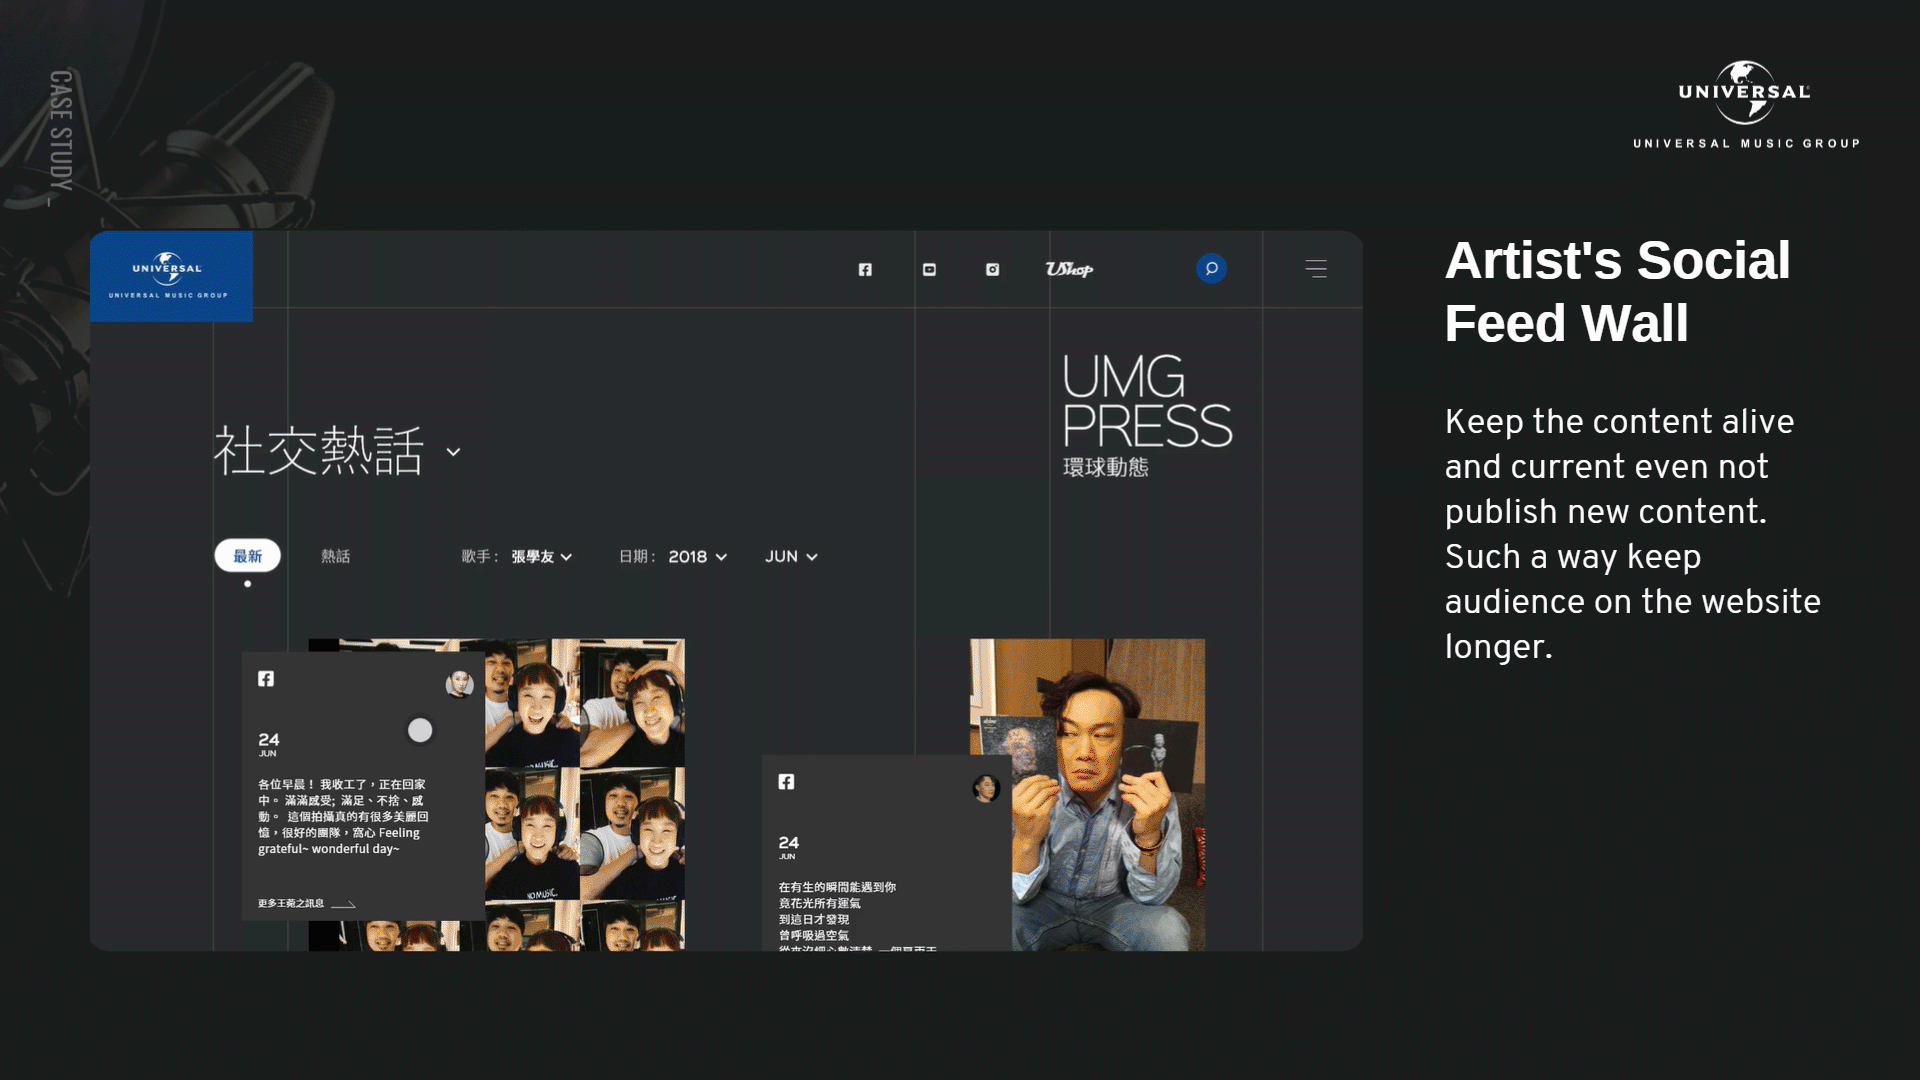 CASE STUDY –
UNIVERSAL
UNIVERSAL MUSIC GROUP
UNIVERSAL
UNIVERSAL MUSIC GROUP
UShop
UMG
PRESS
環球動態
社交熱話
最新
熱話
歌手 : 張學友
日期 : 2018
JUN
24
JUN
各位早晨！ 我收工了，正在回家
中。 滿滿感受; 滿足、不捨、感
動。 這個拍攝真的有很多美麗回
憶，很好的團隊，窩心 Feeling
grateful~ wonderful day~
更多王菀之訊息
24
JUN
在有生的瞬間能遇到你
竟花光所有運氣
到這日才發現
曾呼吸過空氣
Artist's Social
Feed Wall
Keep the content alive
and current even not
publish new content.
Such a way keep
audience on the website
longer.